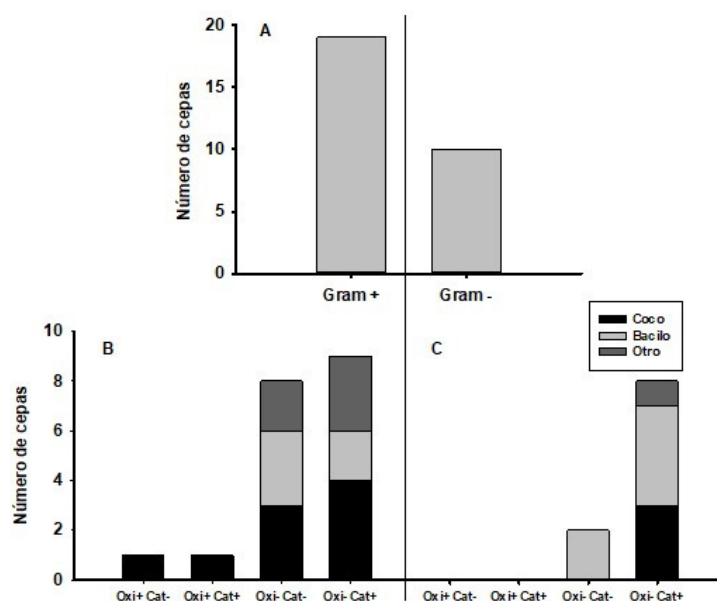 A
Número de cepas
20
15
10
5
0
Gram +
Gram -
Coco
Bacilo
Otro
B
C
Número de cepas
10
8
6
4
2
0
Oxi+ Cat-
Oxi+ Cat+
Oxi- Cat-
Oxi- Cat+
Oxi+ Cat-
Oxi+ Cat+
Oxi- Cat-
Oxi- Cat+